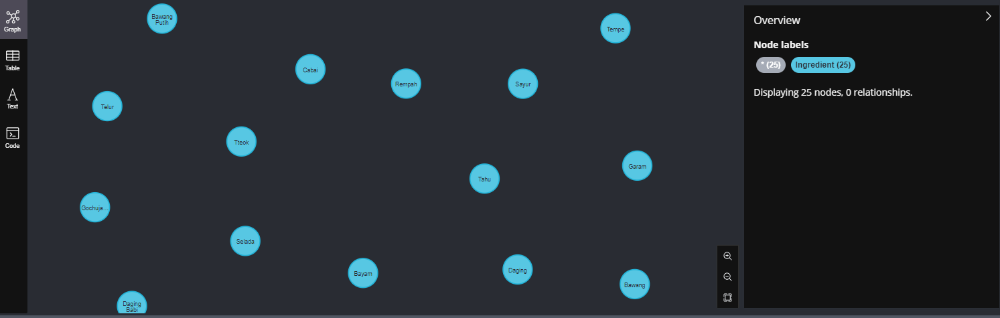 Graph
Table
Text
Code
Bawang
Putih
Tempe
Cabai
Rempah
Sayur
Telur
Tteok
Garam
Tahu
Gochuja...
Selada
Bayam
Daging
Bawang
Daging
Babi
Overview
Node labels
* (25) Ingredient (25)
Displaying 25 nodes, 0 relationships.